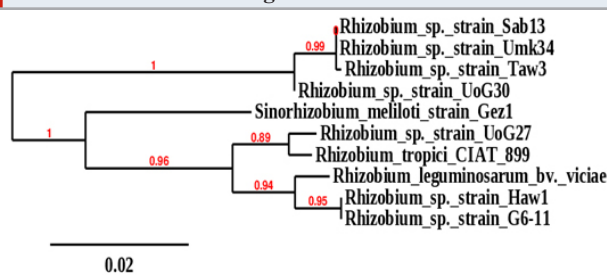 Rhizobium_sp._strain_Sab13
0.99
Rhizobium_sp._strain_Umk34
1
Rhizobium_sp._strain_Taw3
Rhizobium_sp._strain_UoG30
Sinorhizobium_meliloti_strain_Gez1
1
0.89
Rhizobium_sp._strain_UoG27
0.96
Rhizobium_tropici_CIAT_899
0.94
Rhizobium_leguminosarum_bv._viciae
0.95
Rhizobium_sp._strain_Haw1
Rhizobium_sp._strain_G6-11
0.02